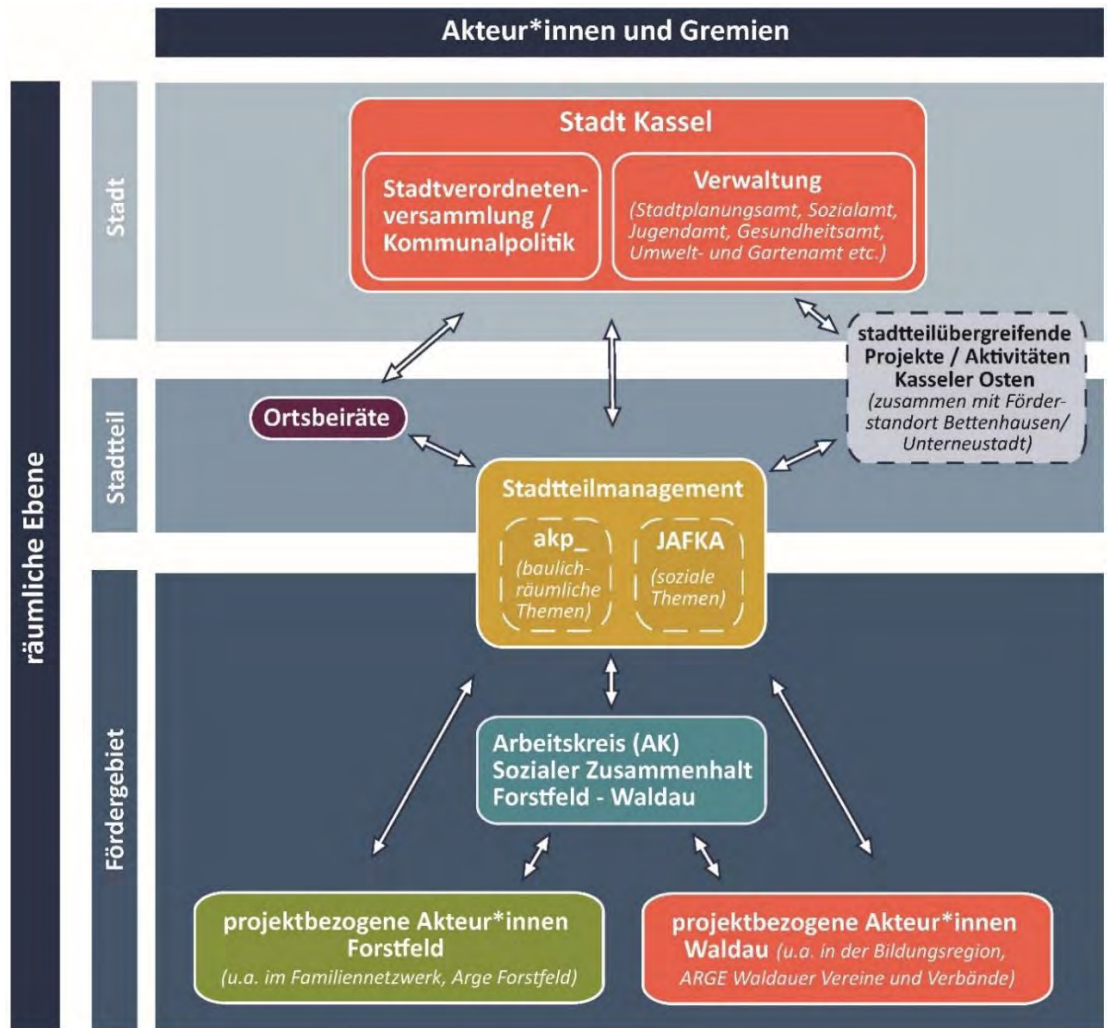 Akteur*innen und Gremien
räumliche Ebene
Stadt
Stadt Kassel
Stadtverordneten-
versammlung /
Kommunalpolitik
Verwaltung
(Stadtplanungsamt, Sozialamt,
Jugendamt, Gesundheitsamt,
Umwelt- und Gartenamt etc.)
stadtteilübergreifende
Projekte / Aktivitäten
Kasseler Osten
(zusammen mit Förder-
standort Bettenhausen/
Unterneustadt)
Stadtteil
Ortsbeiräte
Stadtteilmanagement
akp_
(baulich-
räumliche
Themen)
JAFKA
(soziale
Themen)
Fördergebiet
Arbeitskreis (AK)
Sozialer Zusammenhalt
Forstfeld - Waldau
projektbezogene Akteur*innen
Forstfeld
(u.a. im Familiennetzwerk, Arge Forstfeld)
projektbezogene Akteur*innen
Waldau (u.a. in der Bildungsregion,
ARGE Waldauer Vereine und Verbände)